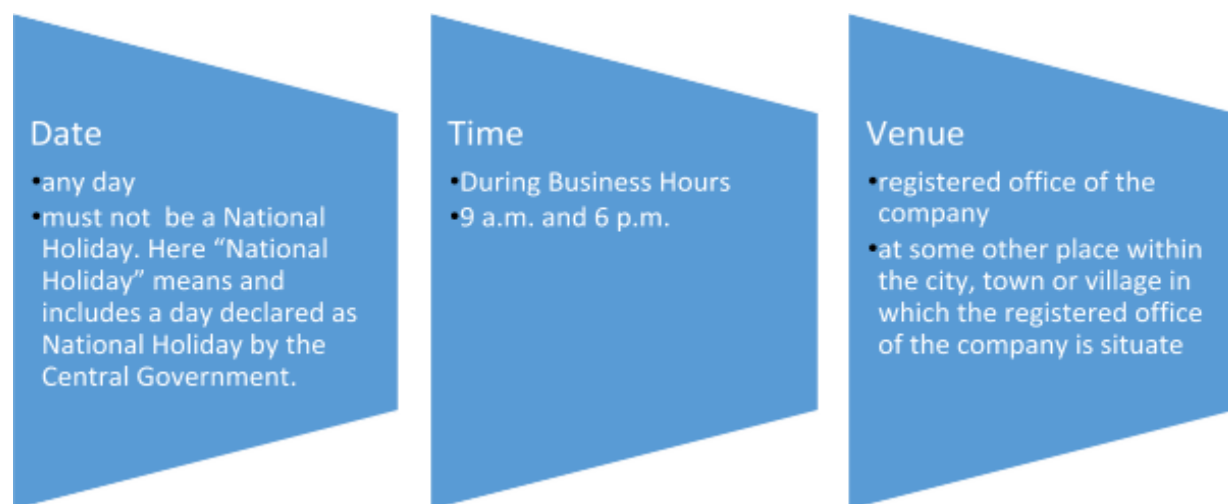 Date
•any day
•must not be a National
Holiday. Here “National
Holiday” means and
includes a day declared as
National Holiday by the
Central Government.
Time
•During Business Hours
•9 a.m. and 6 p.m.
Venue
•registered office of the
company
•at some other place within
the city, town or village in
which the registered office
of the company is situate